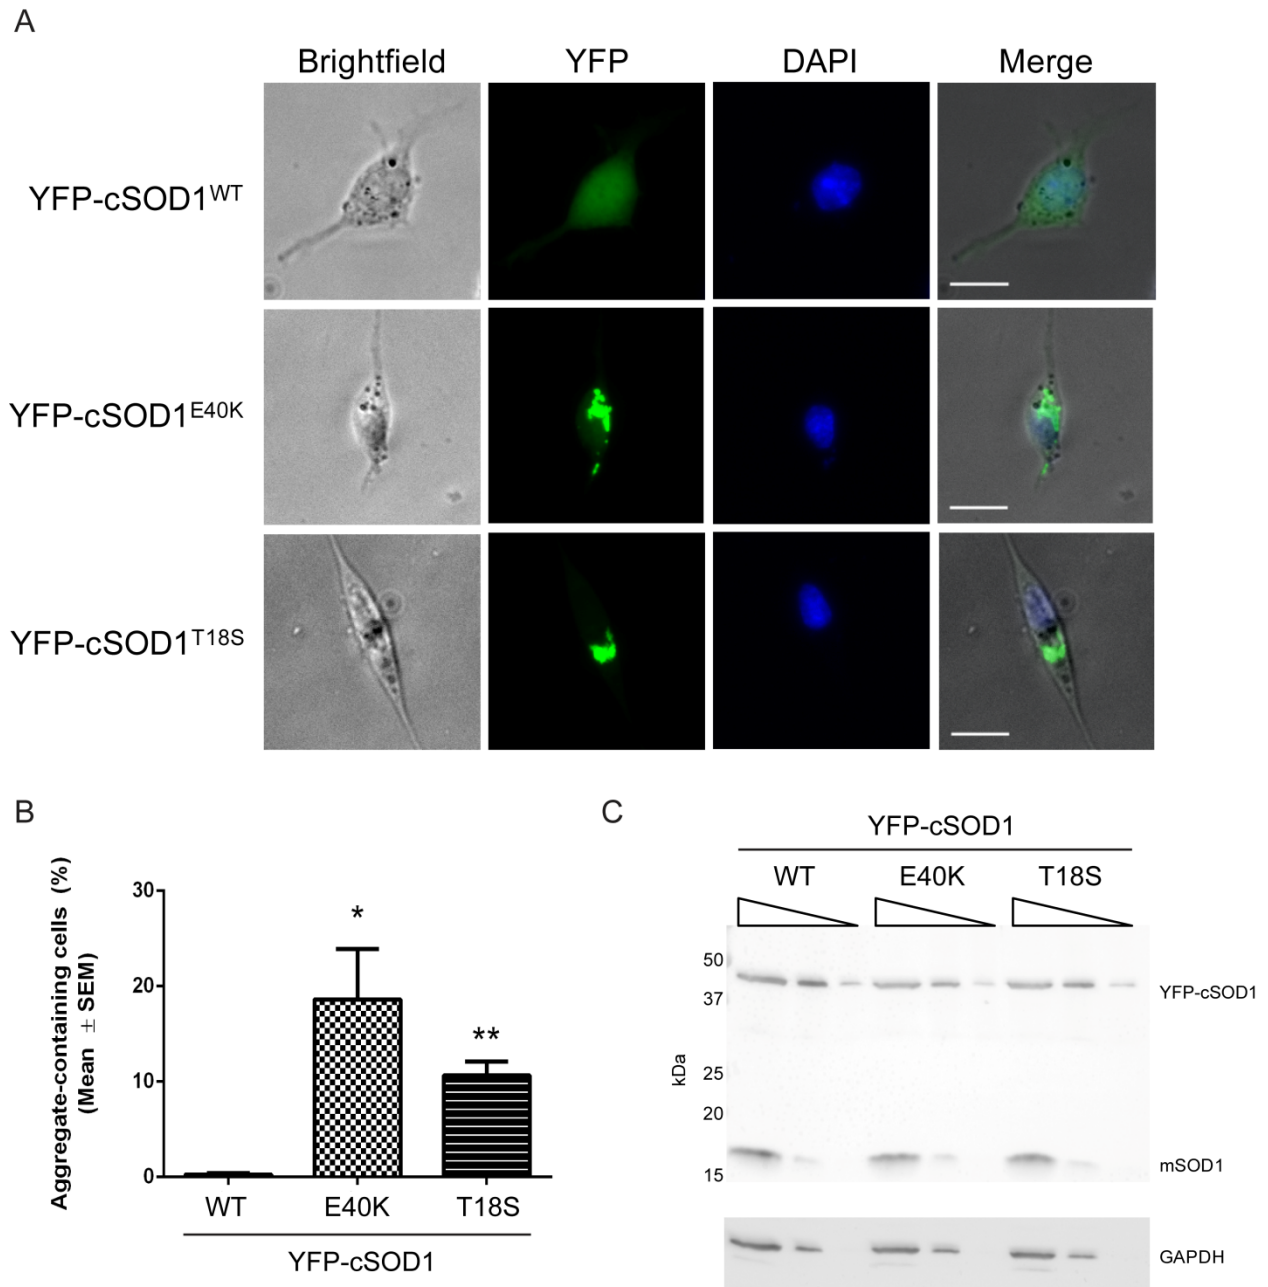 A
Brightfield YFP DAPI Merge
YFP-cSOD1WT
YFP-cSOD1E40K
YFP-cSOD1T18S
B
Aggregate-containing cells (%)
(Mean ± SEM)
30
20
10
0
*
**
WT E40K T18S
YFP-cSOD1
C
YFP-cSOD1
WT E40K T18S
kDa
50
37
25
20
15
YFP-cSOD1
mSOD1
GAPDH